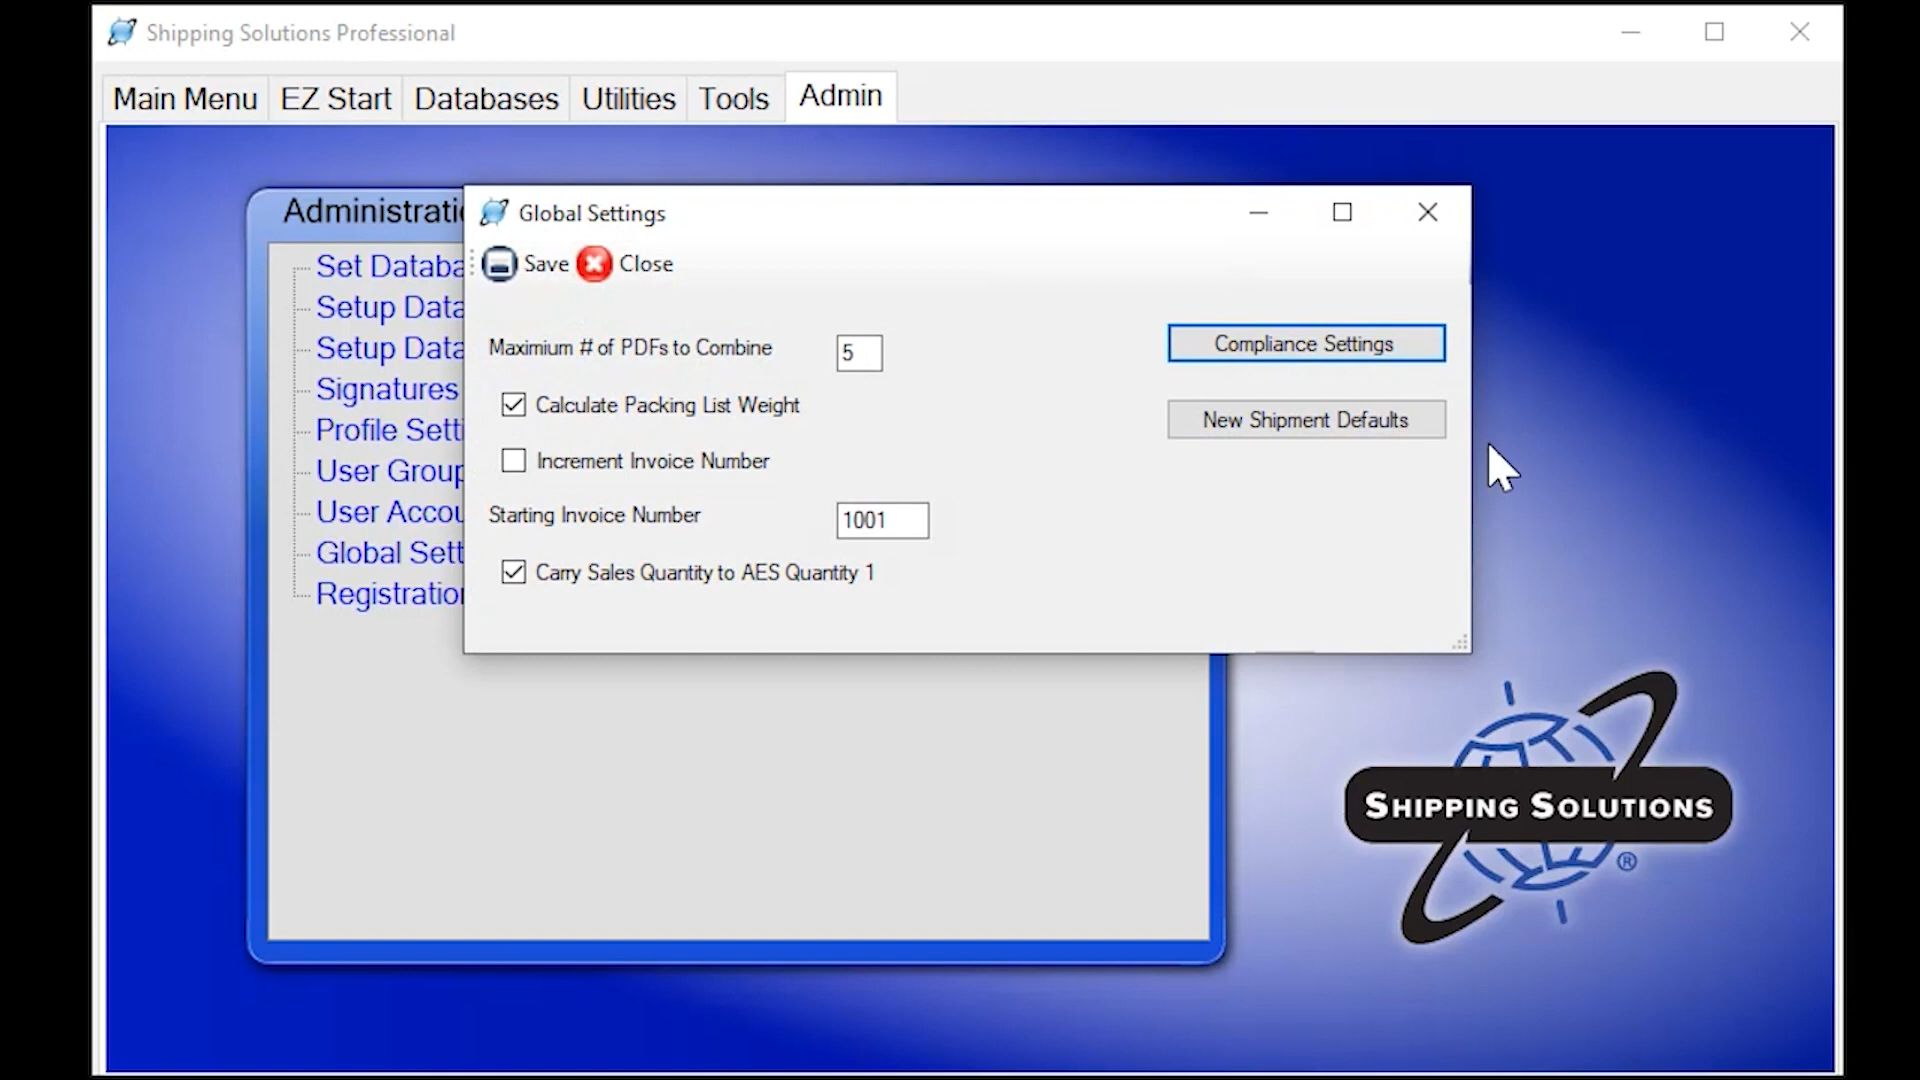 Shipping Solutions Professional
Main Menu EZ Start Databases Utilities Tools Admin
Administratio
Global Settings
Save Close
Set Databa
Setup Data
Setup Data
Signatures
Profile Setti
User Group
User Accou
Global Sett
Registration
Maximium # of PDFs to Combine 5
Calculate Packing List Weight
Increment Invoice Number
Starting Invoice Number 1001
Carry Sales Quantity to AES Quantity 1
Compliance Settings
New Shipment Defaults
SHIPPING SOLUTIONS
®